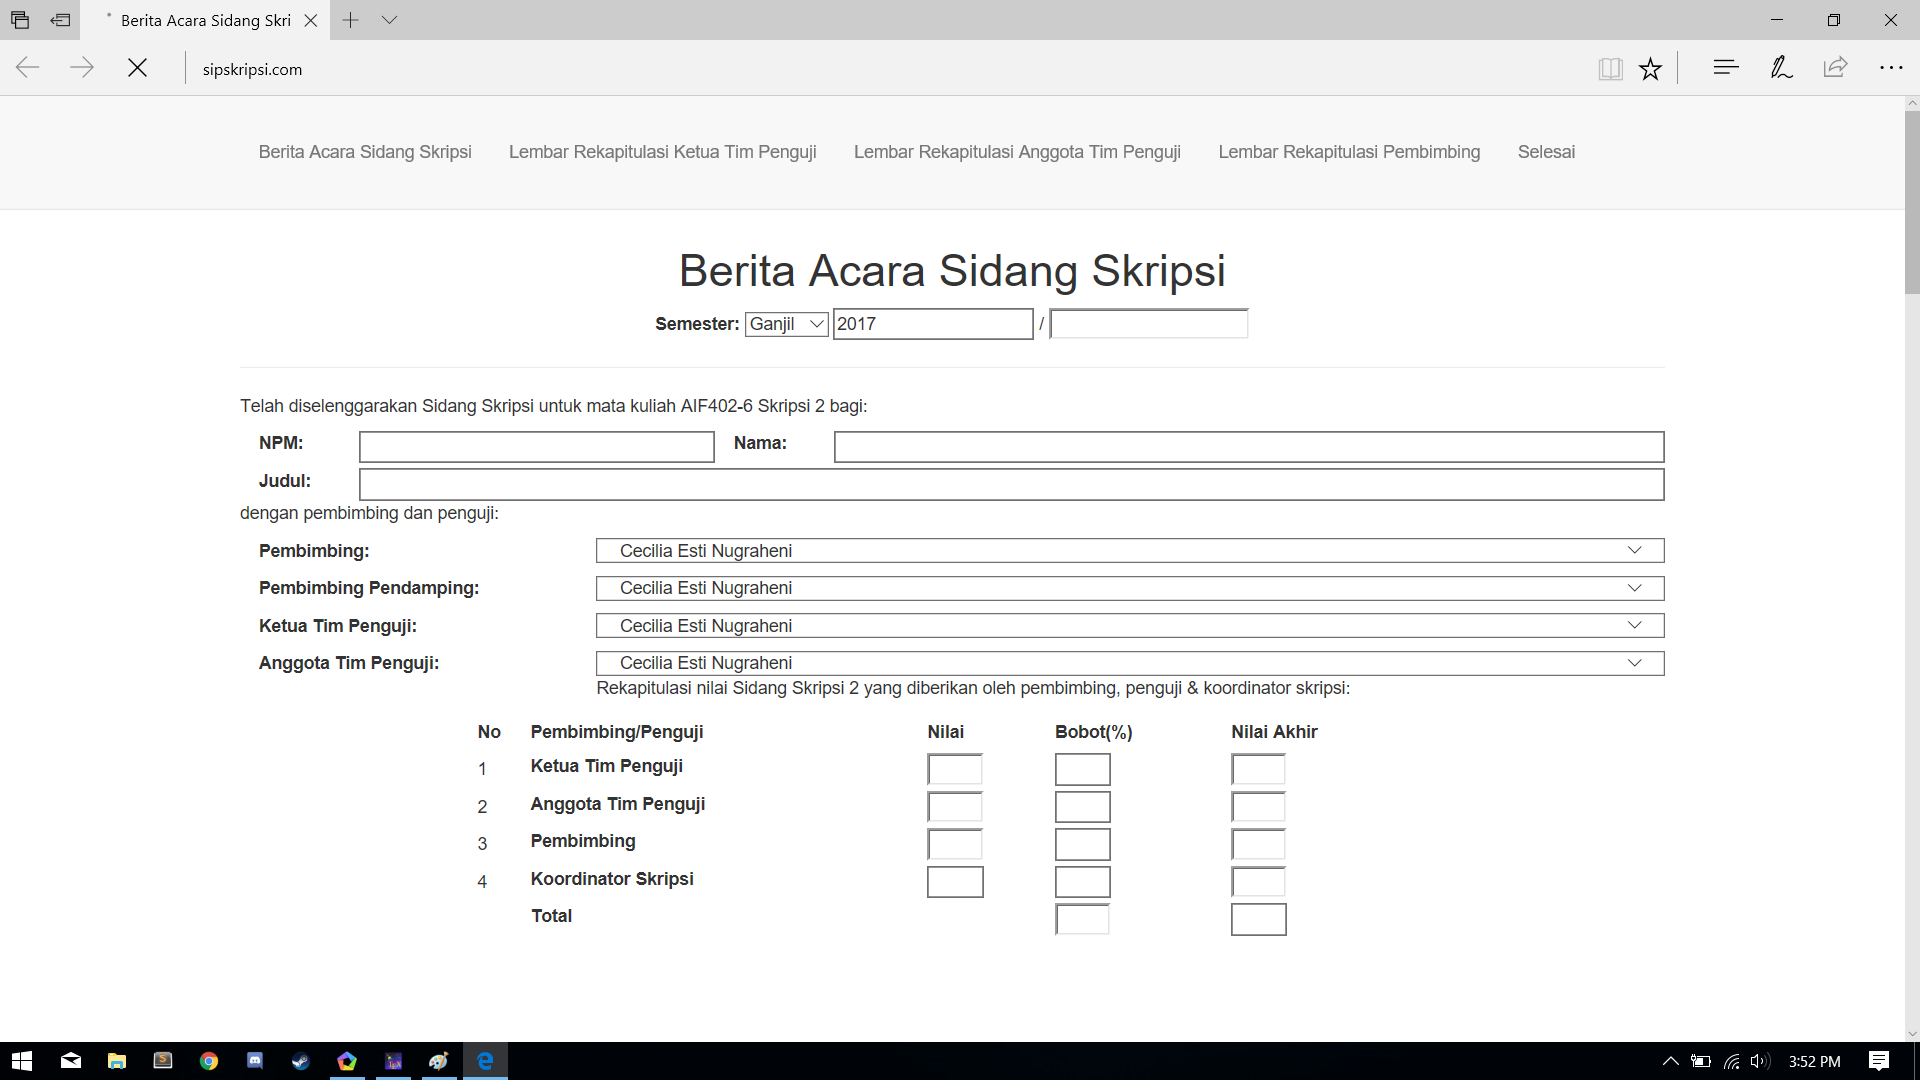 Berita Acara Sidang Skri
sipskripsi.com
Berita Acara Sidang Skripsi Lembar Rekapitulasi Ketua Tim Penguji Lembar Rekapitulasi Anggota Tim Penguji Lembar Rekapitulasi Pembimbing Selesai
Berita Acara Sidang Skripsi
Semester: Ganjil 2017 /
Telah diselenggarakan Sidang Skripsi untuk mata kuliah AIF402-6 Skripsi 2 bagi:
NPM: Nama:
Judul:
dengan pembimbing dan penguji:
Pembimbing: Cecilia Esti Nugraheni
Pembimbing Pendamping: Cecilia Esti Nugraheni
Ketua Tim Penguji: Cecilia Esti Nugraheni
Anggota Tim Penguji: Cecilia Esti Nugraheni
Rekapitulasi nilai Sidang Skripsi 2 yang diberikan oleh pembimbing, penguji & koordinator skripsi:
No Pembimbing/Penguji Nilai Bobot(%) Nilai Akhir
1 Ketua Tim Penguji
2 Anggota Tim Penguji
3 Pembimbing
4 Koordinator Skripsi
Total
3:52 PM